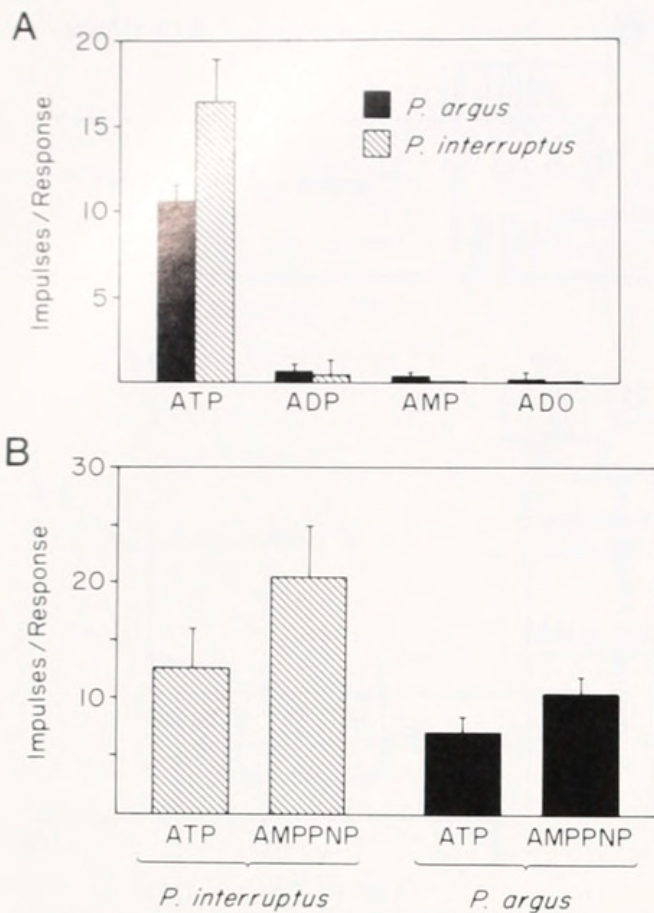 A
20
15
10
5
Impulses / Response
P. argus
P. interruptus
ATP ADP AMP ADO
B
30
20
10
Impulses / Response
ATP AMPPNP ATP AMPPNP
P. interruptus P. argus